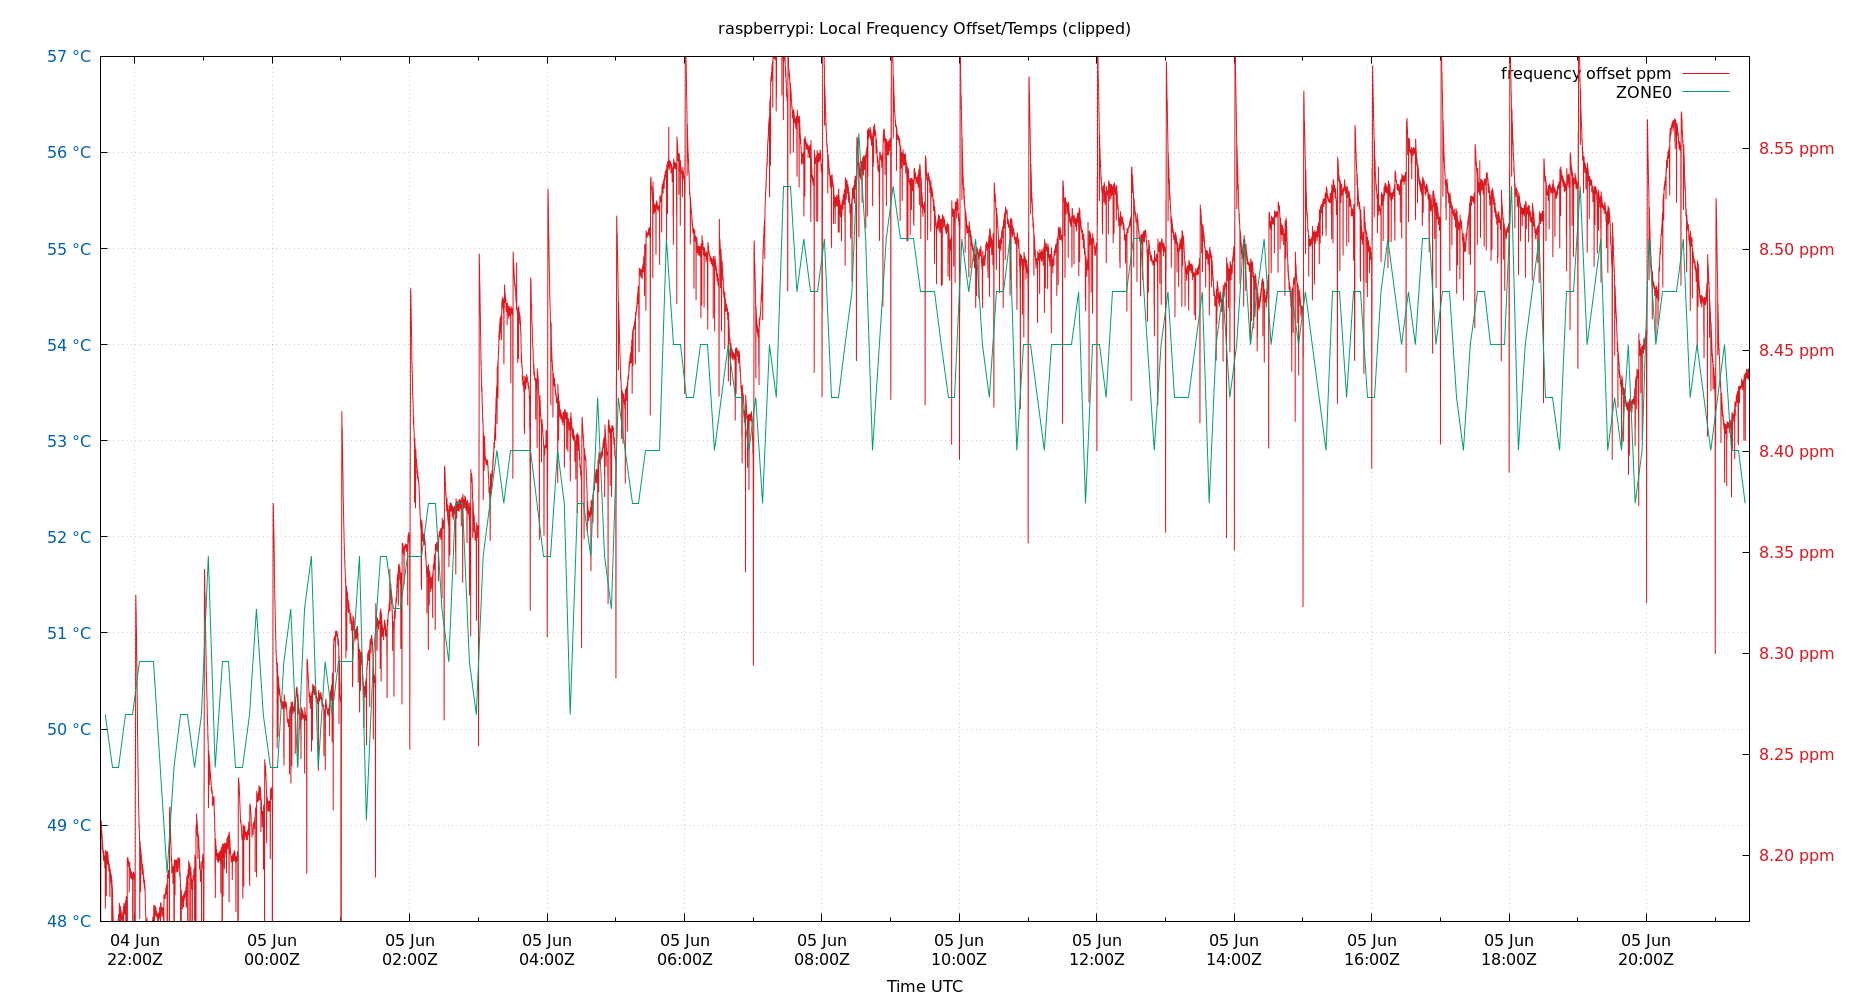 raspberrypi: Local Frequency Offset/Temps (clipped)
frequency offset ppm
ZONE0
57 °C
56 °C
55 °C
54 °C
53 °C
52 °C
51 °C
50 °C
49 °C
48 °C
8.55 ppm
8.50 ppm
8.45 ppm
8.40 ppm
8.35 ppm
8.30 ppm
8.25 ppm
8.20 ppm
04 Jun
22:00Z
05 Jun
00:00Z
05 Jun
02:00Z
05 Jun
04:00Z
05 Jun
06:00Z
05 Jun
08:00Z
05 Jun
10:00Z
05 Jun
12:00Z
05 Jun
14:00Z
05 Jun
16:00Z
05 Jun
18:00Z
05 Jun
20:00Z
Time UTC